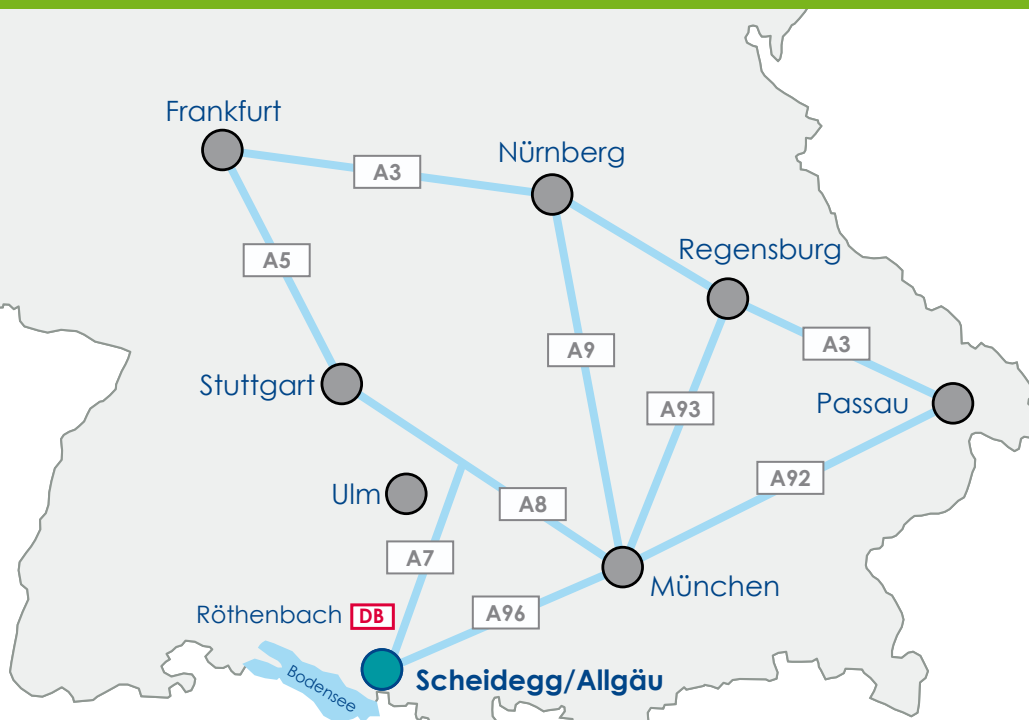 Frankfurt
Nürnberg
A3
Regensburg
A5
A3
A9
Stuttgart
A93
Passau
A92
Ulm
A8
A7
München
Röthenbach DB
A96
Bodensee
Scheidegg/Allgäu